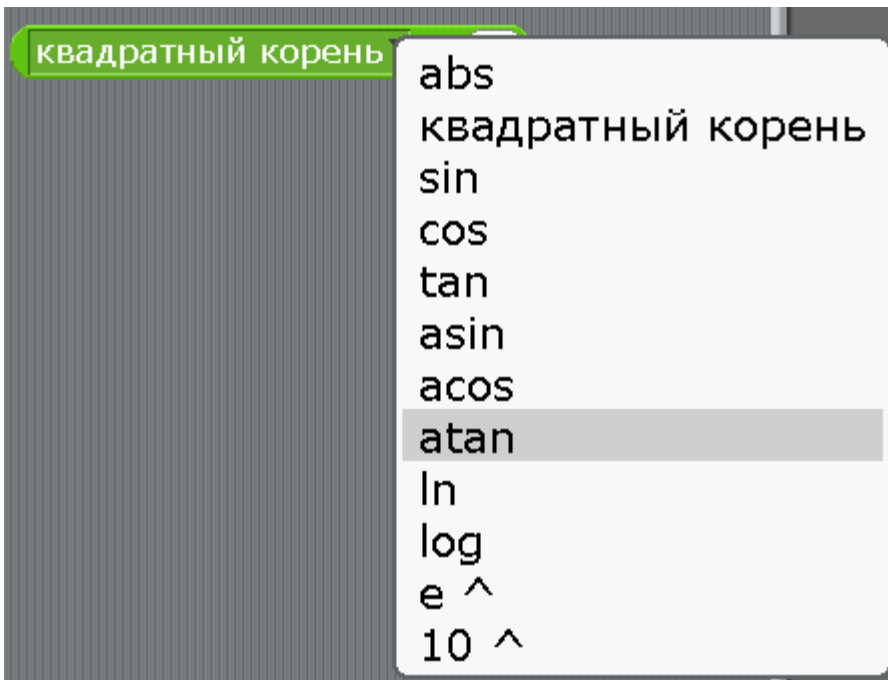 квадратный корень
abs
квадратный корень
sin
cos
tan
asin
acos
atan
ln
log
e ^
10 ^